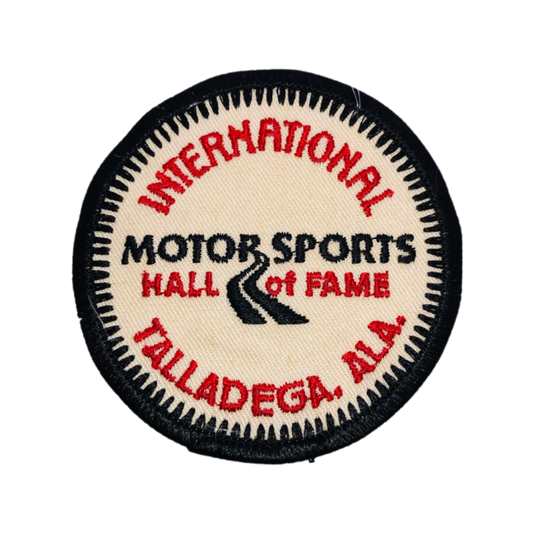 INTERNATIONAL
MOTOR SPORTS
HALL of FAME
TALLADEGA, ALA.